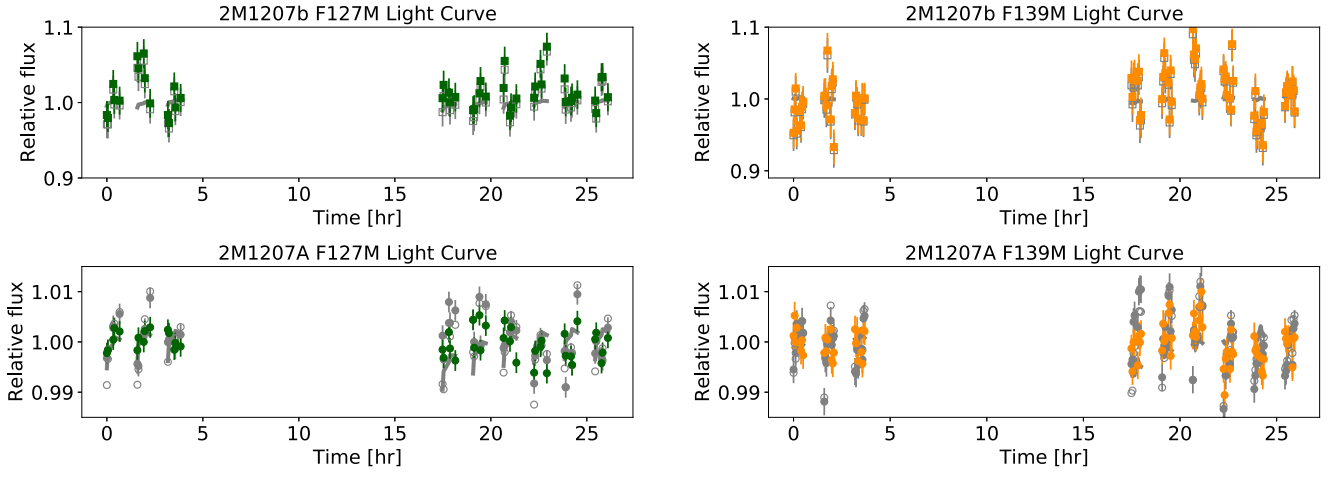 2M1207b F127M Light Curve
Relative flux
1.1
1.0
0.9
0 5 10 15 20 25
Time [hr]
2M1207b F139M Light Curve
Relative flux
1.1
1.0
0.9
0 5 10 15 20 25
Time [hr]
2M1207A F127M Light Curve
Relative flux
1.01
1.00
0.99
0 5 10 15 20 25
Time [hr]
2M1207A F139M Light Curve
Relative flux
1.01
1.00
0.99
0 5 10 15 20 25
Time [hr]